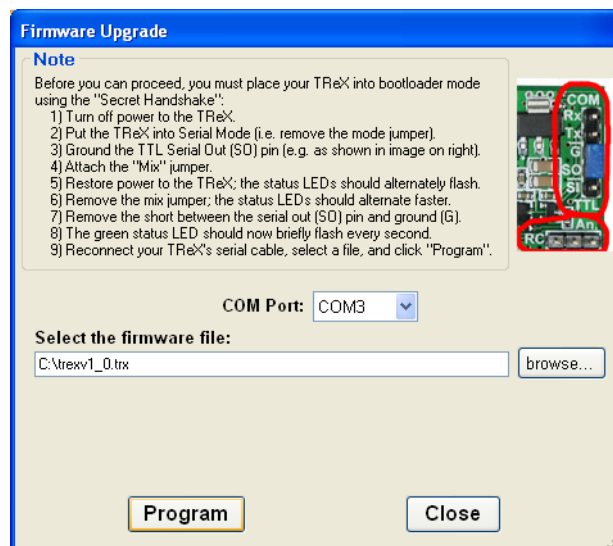 Firmware Upgrade
Note
Before you can proceed, you must place your TReX into bootloader mode
using the "Secret Handshake":
1) Turn off power to the TReX.
2) Put the TReX into Serial Mode (i.e. remove the mode jumper).
3) Ground the TTL Serial Out (SO) pin (e.g. as shown in image on right).
4) Attach the "Mix" jumper.
5) Restore power to the TReX; the status LEDs should alternately flash.
6) Remove the mix jumper; the status LEDs should alternate faster.
7) Remove the short between the serial out (SO) pin and ground (G).
8) The green status LED should now briefly flash every second.
9) Reconnect your TReX's serial cable, select a file, and click "Program".
COM
Rx
Tx
G
SO
SI
TTL
An.
RC
COM Port: COM3
Select the firmware file:
C:\trexv1_0.trx
browse...
Program
Close